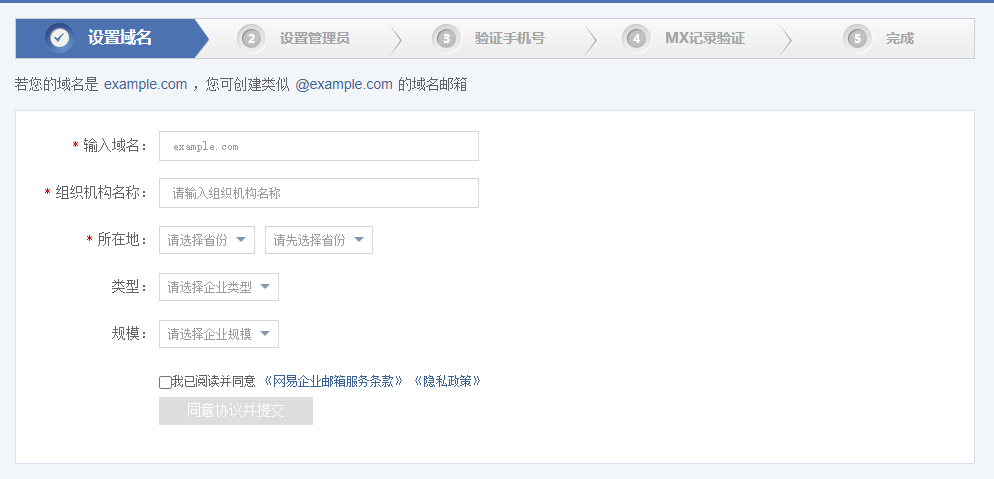 设置域名 2 设置管理员 3 验证手机号 4 MX记录验证 5 完成
若您的域名是 example.com ，您可创建类似 @example.com 的域名邮箱
* 输入域名： example.com
* 组织机构名称： 请输入组织机构名称
* 所在地： 请选择省份 请先选择省份
类型： 请选择企业类型
规模： 请选择企业规模
我已阅读并同意 《网易企业邮箱服务条款》 《隐私政策》
同意协议并提交